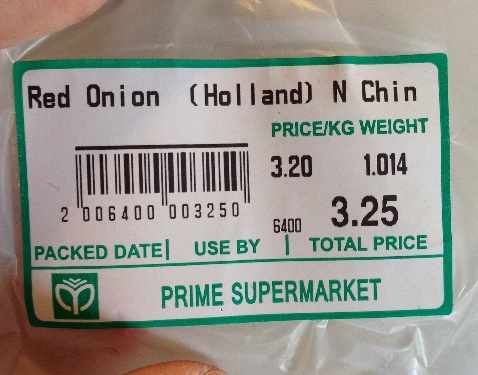 Red Onion (Holland) N Chin
PRICE/KG WEIGHT
3.20 1.014
2 006400 003250
6400 3.25
PACKED DATE| USE BY | TOTAL PRICE
PRIME SUPERMARKET